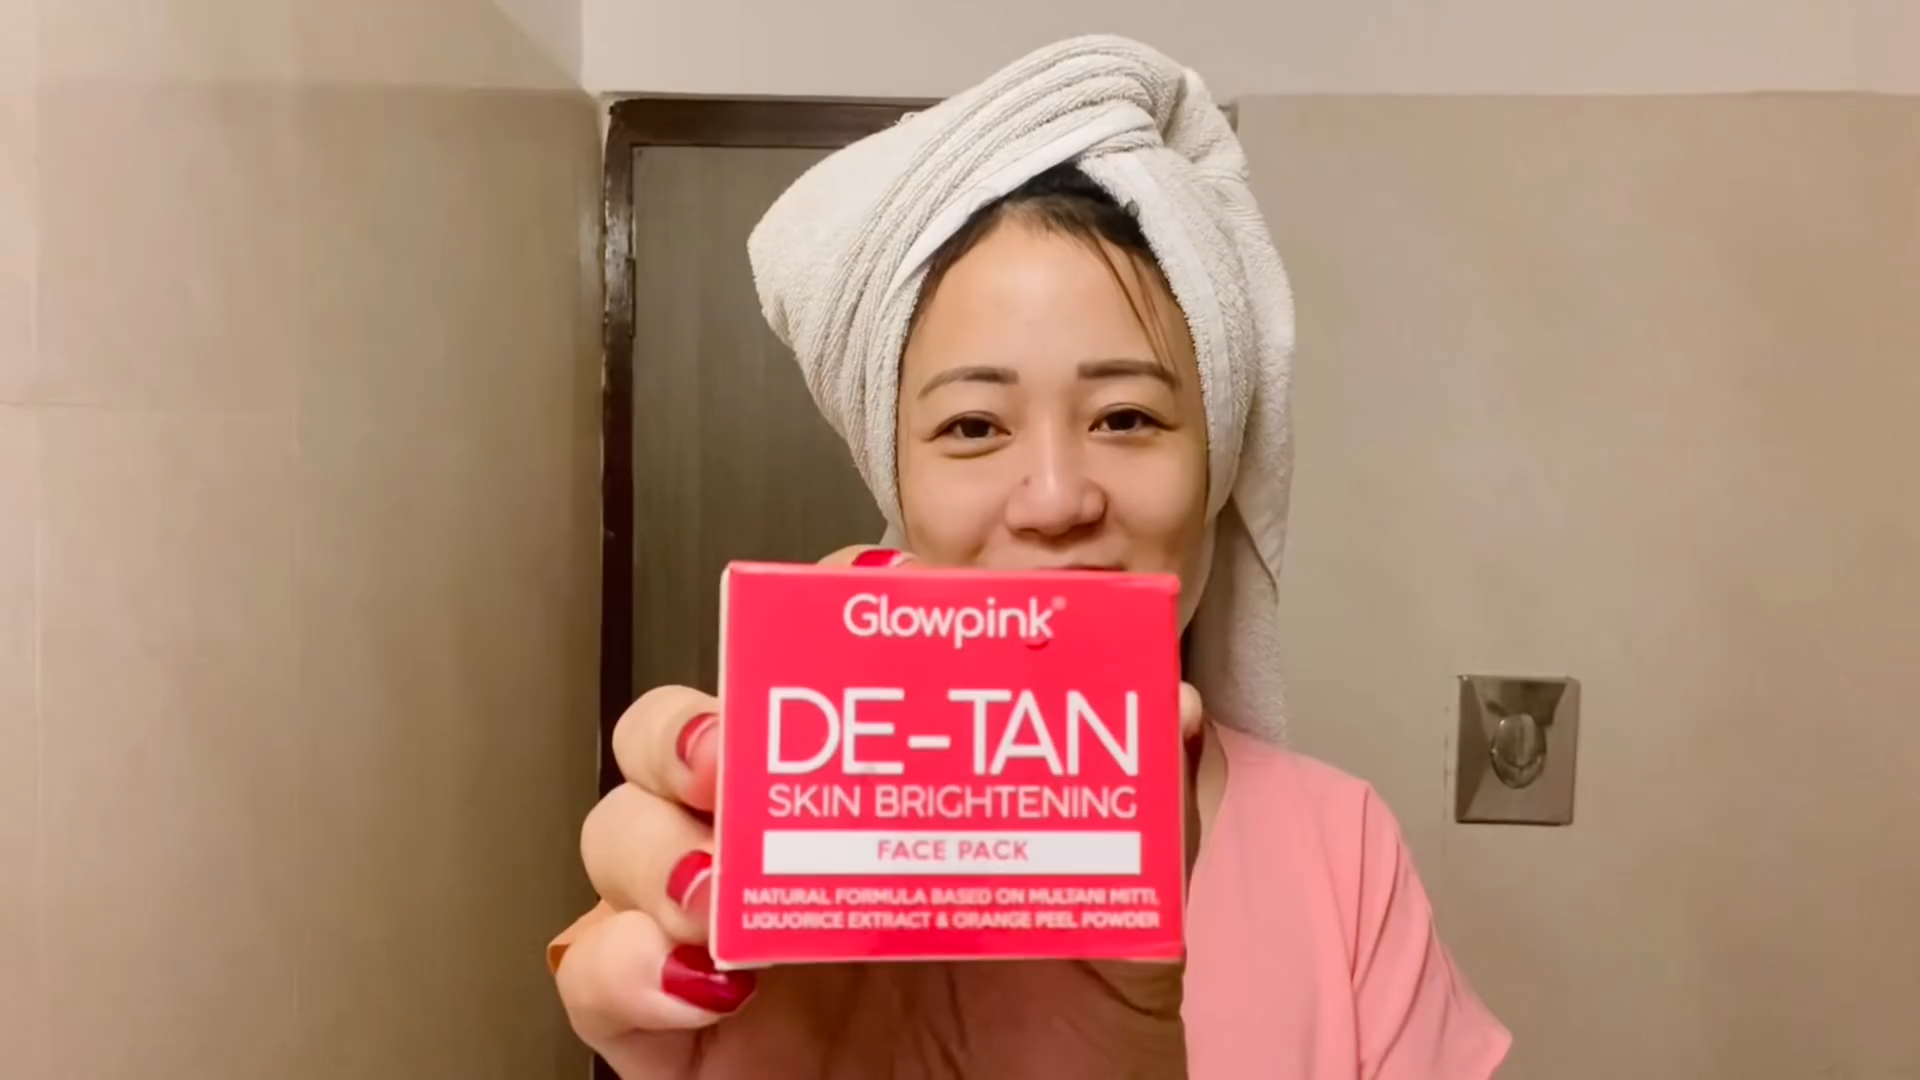 Glowpink®
DE-TAN
SKIN BRIGHTENING
FACE PACK
NATURAL FORMULA BASED ON MULTANI MITTI,
LIQUORICE EXTRACT & ORANGE PEEL POWDER